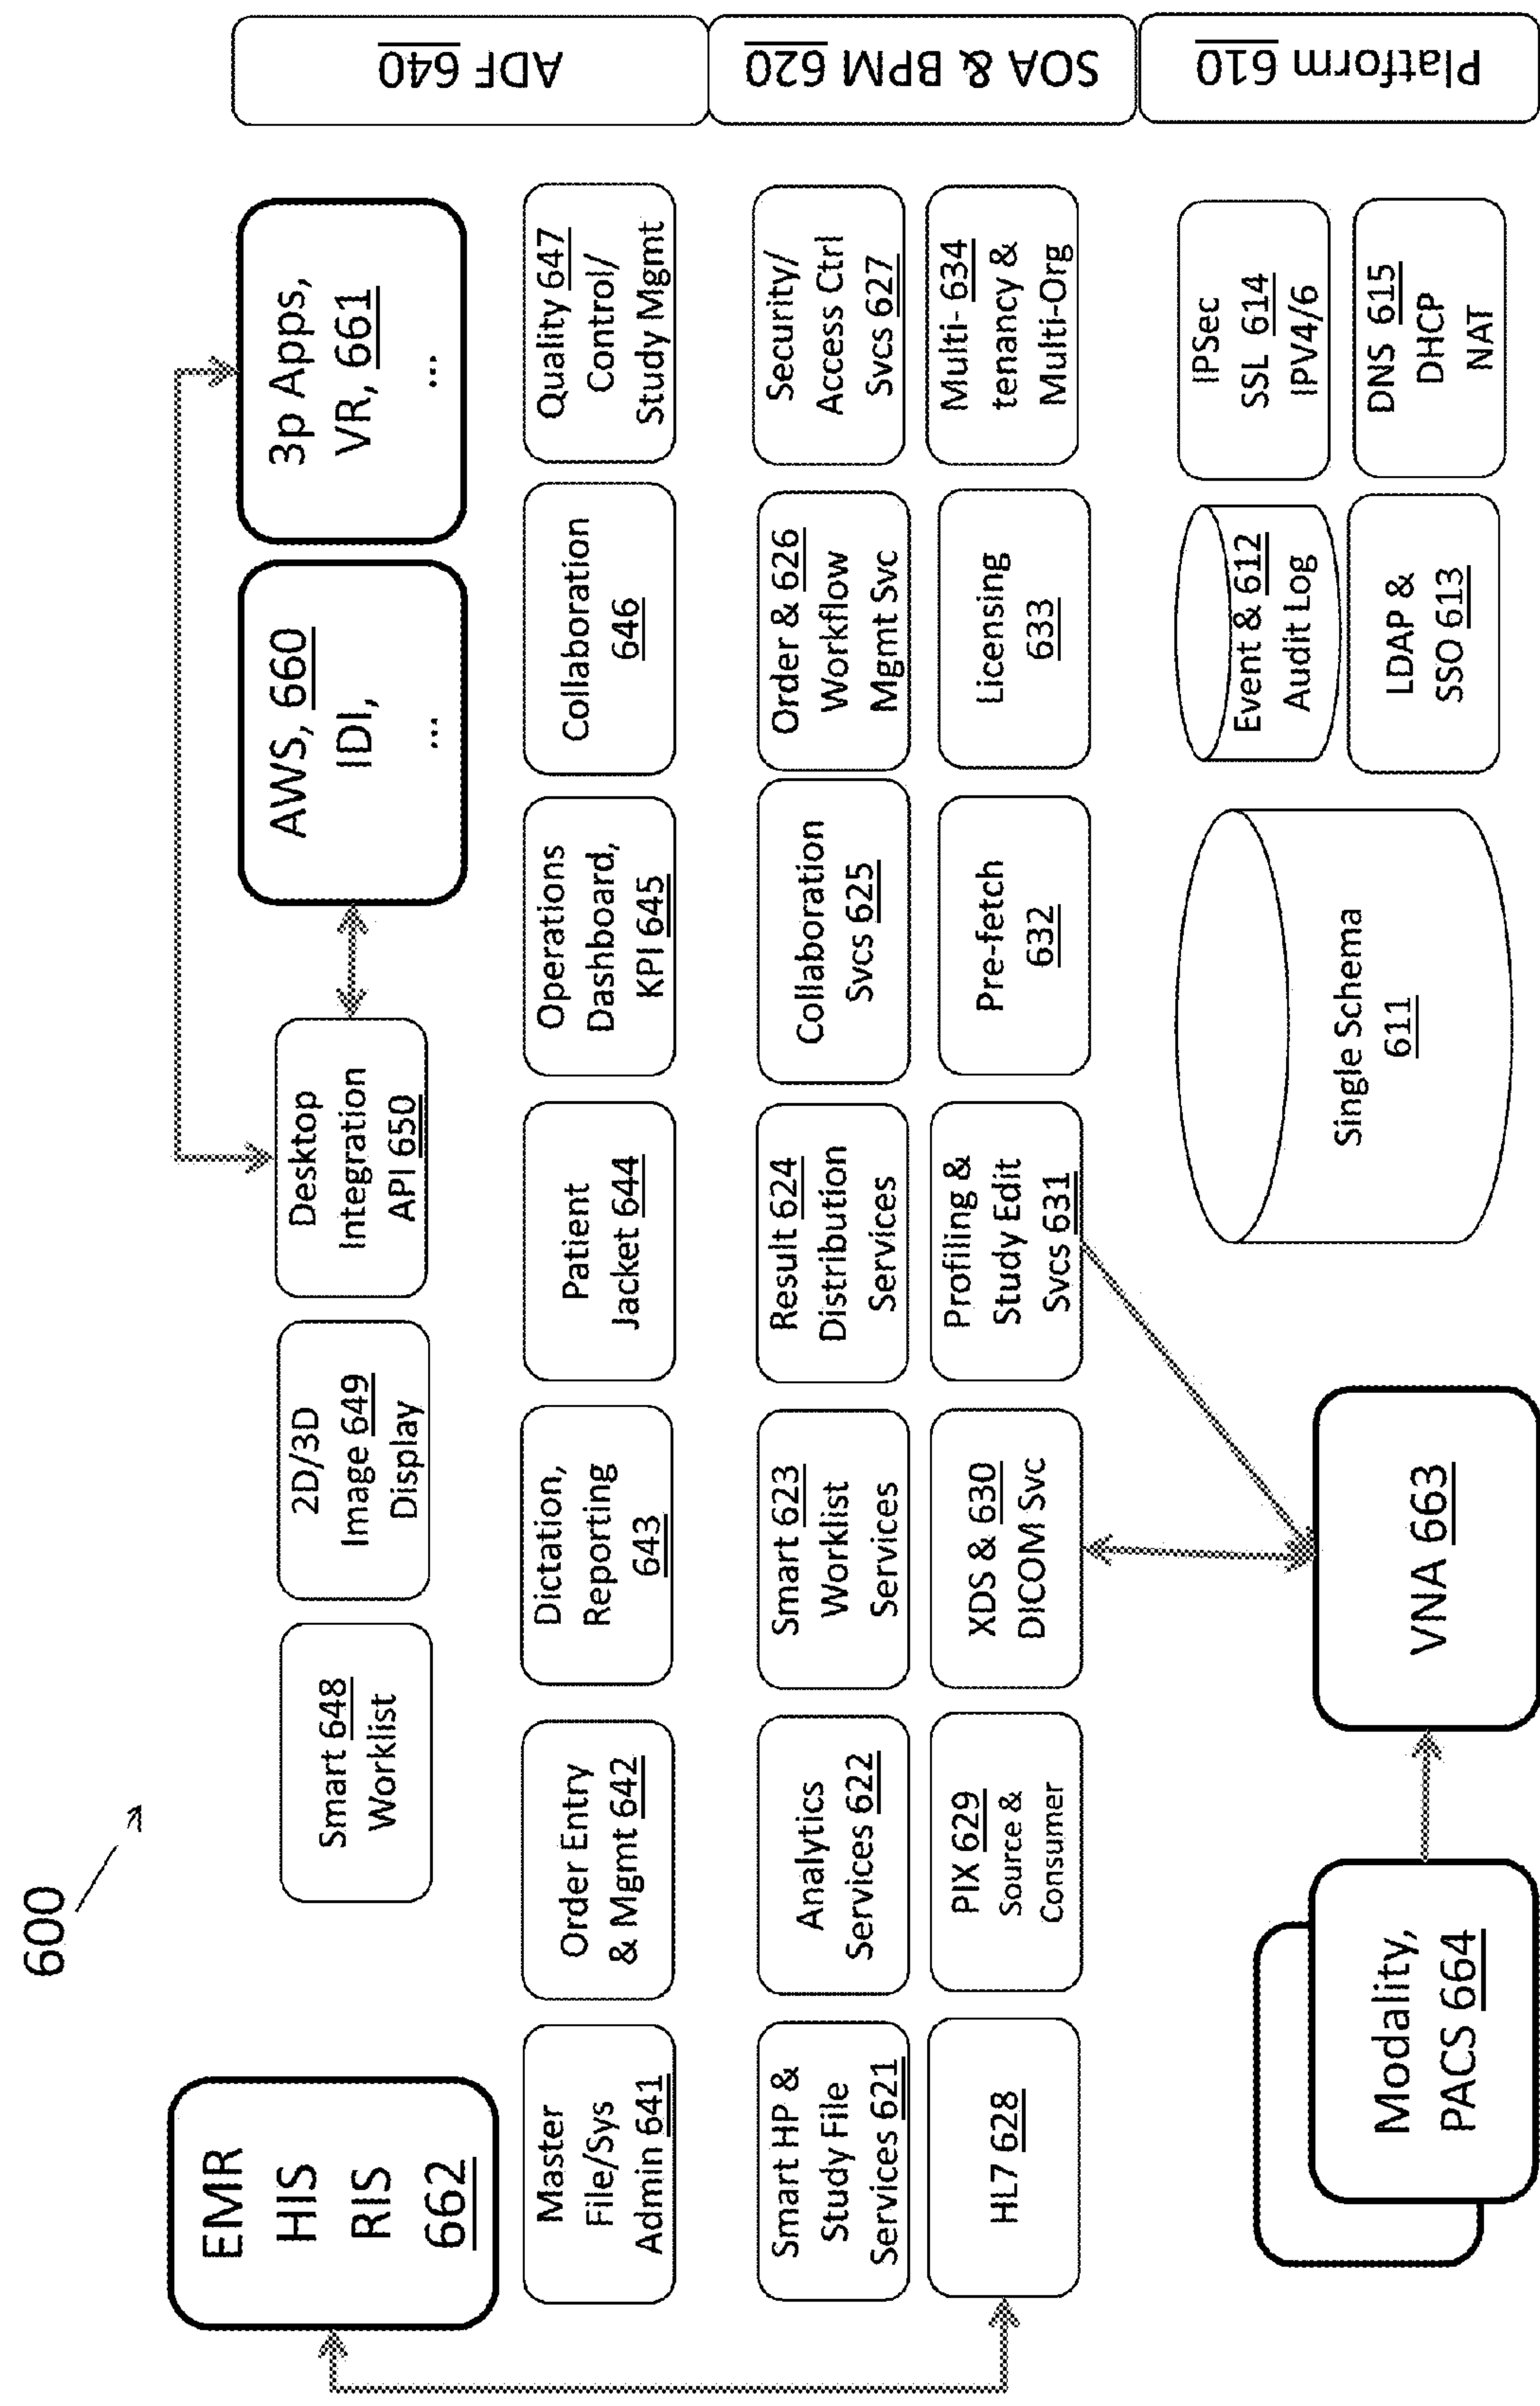 600
EMR
HIS
RIS
662
Smart 648
Worklist
2D/3D
Image 649
Display
Desktop
Integration
API 650
AWS, 660
IDI,
...
3p Apps,
VR, 661
...
ADF 640
Master
File/Sys
Admin 641
Order Entry
& Mgmt 642
Dictation,
Reporting
643
Patient
Jacket 644
Operations
Dashboard,
KPI 645
Collaboration
646
Quality 647
Control/
Study Mgmt
SOA & BPM 620
Smart HP &
Study File
Services 621
Analytics
Services 622
Smart 623
Worklist
Services
Result 624
Distribution
Services
Collaboration
Svcs 625
Order & 626
Workflow
Mgmt Svc
Security/
Access Ctrl
Svcs 627
HL7 628
PIX 629
Source &
Consumer
XDS & 630
DICOM Svc
Profiling &
Study Edit
Svcs 631
Pre-fetch
632
Licensing
633
Multi- 634
tenancy &
Multi-Org
Platform 610
Modality,
PACS 664
VNA 663
Single Schema
611
Event & 612
Audit Log
LDAP &
SSO 613
IPSec
SSL 614
IPV4/6
DNS 615
DHCP
NAT